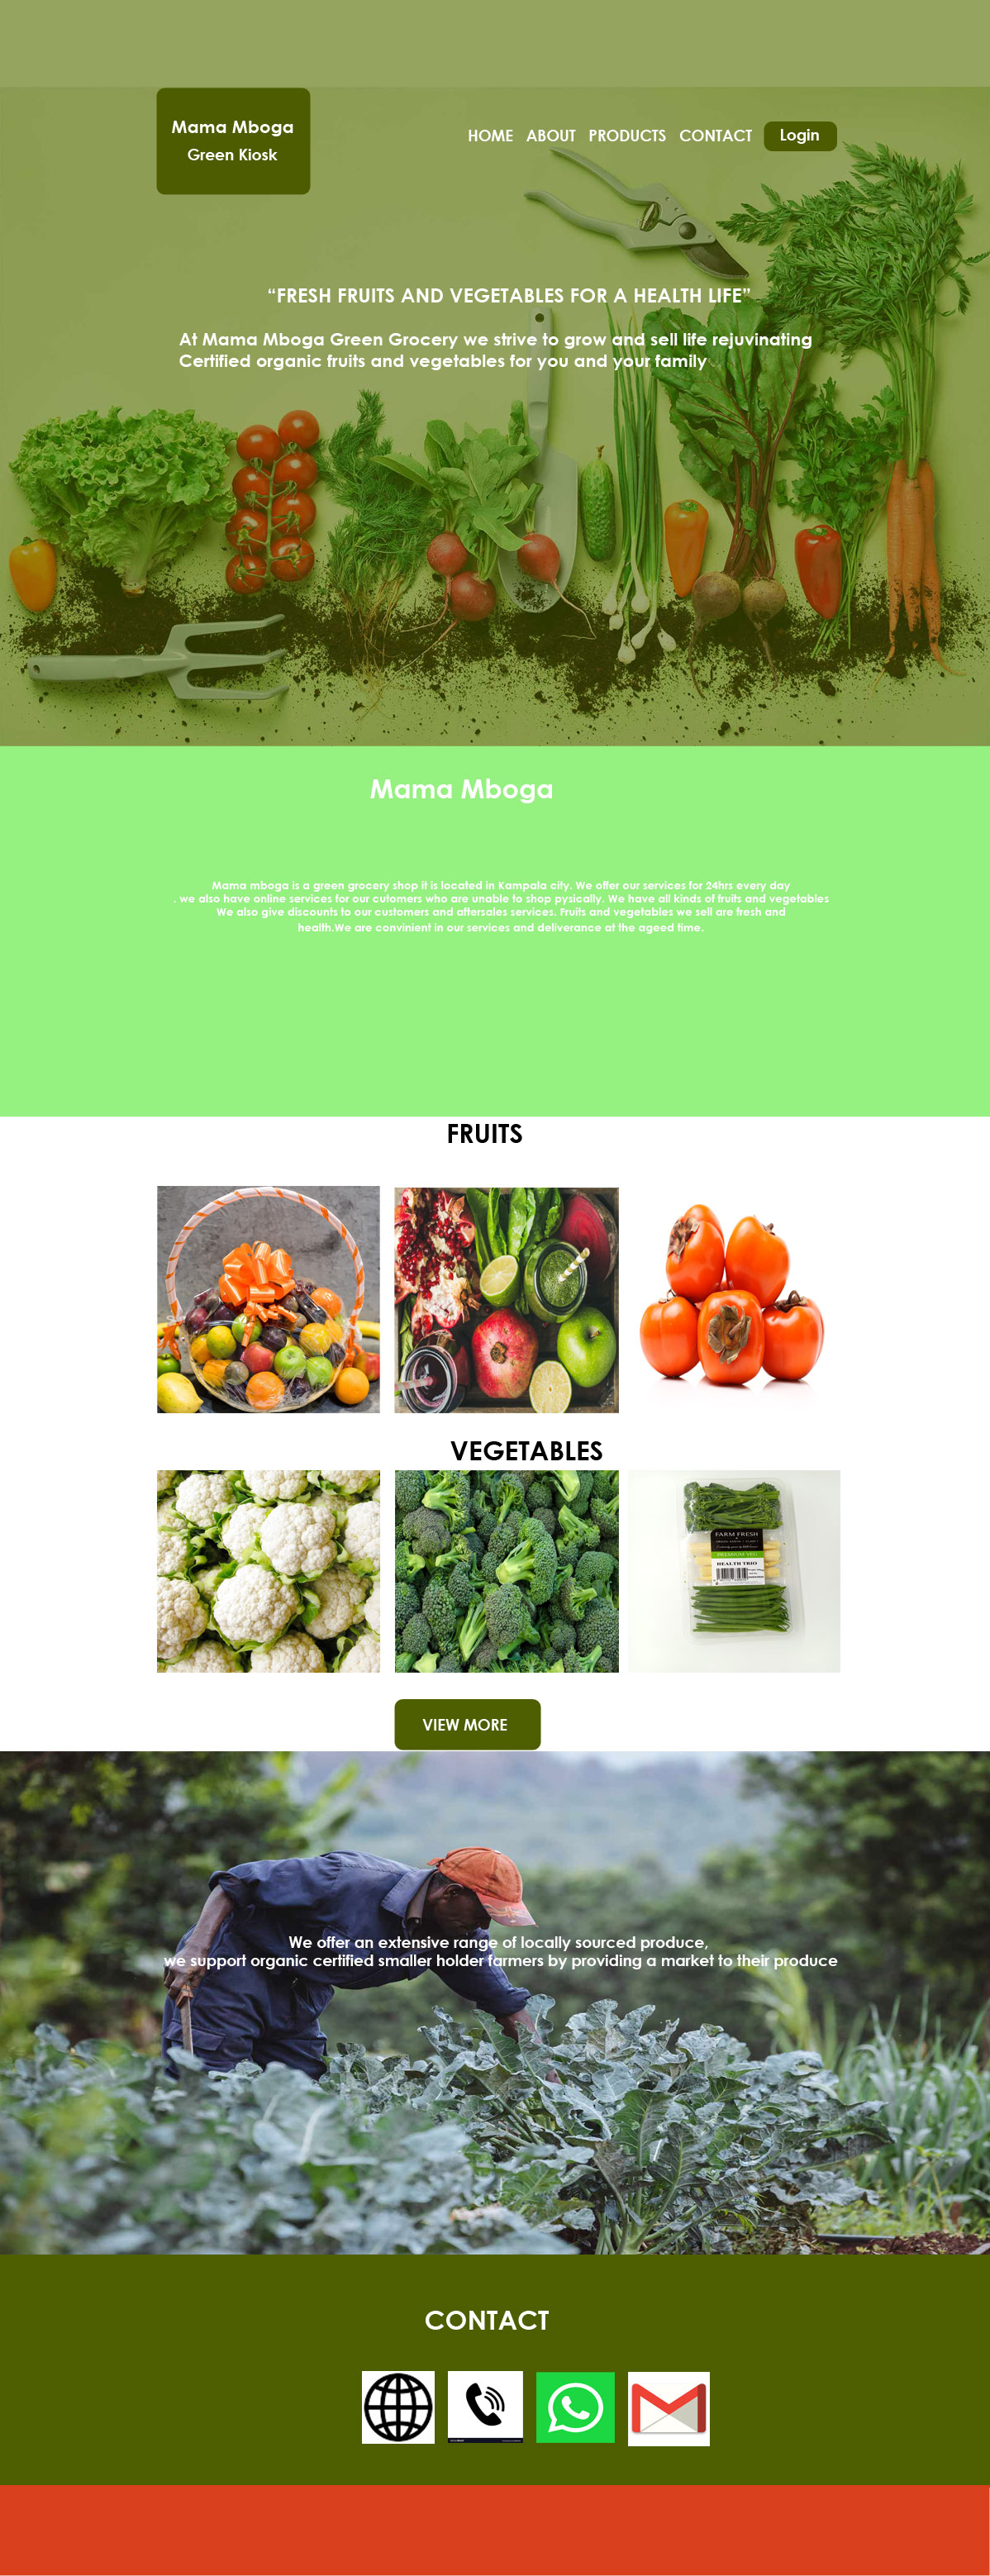 Mama Mboga
Green Kiosk
HOME ABOUT PRODUCTS CONTACT Login
“FRESH FRUITS AND VEGETABLES FOR A HEALTH LIFE”
At Mama Mboga Green Grocery we strive to grow and sell life rejuvinating
Certified organic fruits and vegetables for you and your family
Mama Mboga
Mama mboga is a green grocery shop it is located in Kampala city. We offer our services for 24hrs every day
. we also have online services for our cutomers who are unable to shop pysically. We have all kinds of fruits and vegetables
We also give discounts to our customers and aftersales services. Fruits and vegetables we sell are fresh and
health.We are convinient in our services and deliverance at the ageed time.
FRUITS
VEGETABLES
FARM FRESH
PREMIUM VEG
HEALTH TRIO
VIEW MORE
We offer an extensive range of locally sourced produce,
we support organic certified smaller holder farmers by providing a market to their produce
CONTACT